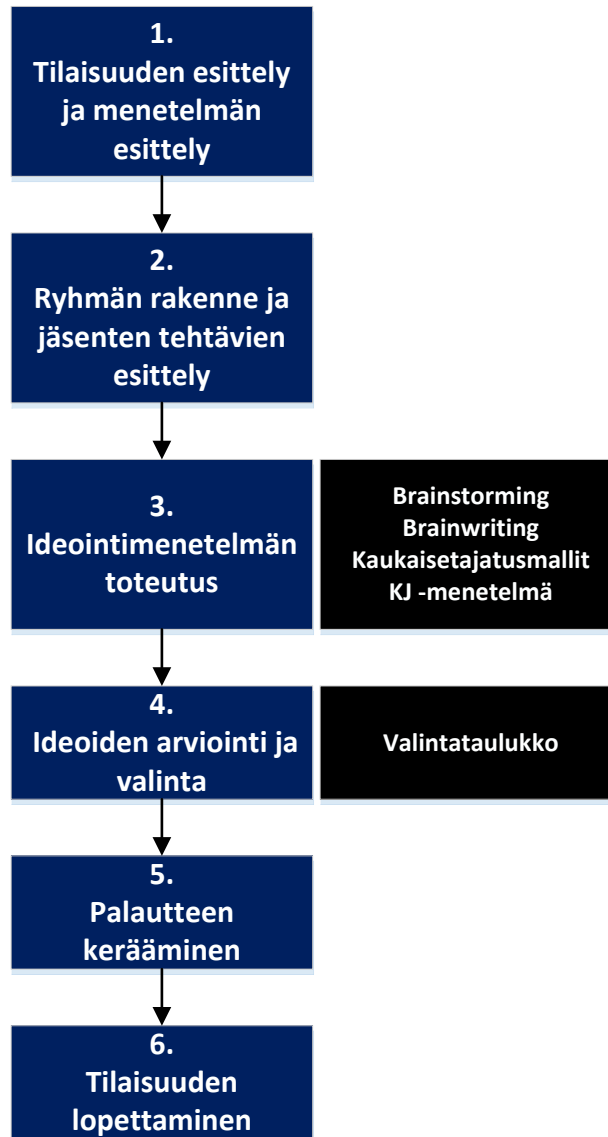 1.
Tilaisuuden esittely
ja menetelmän
esittely
2.
Ryhmän rakenne ja
jäsenten tehtävien
esittely
3.
Ideointimenetelmän
toteutus
Brainstorming
Brainwriting
Kaukaisetajatusmallit
KJ -menetelmä
4.
Ideoiden arviointi ja
valinta
Valintataulukko
5.
Palautteen
kerääminen
6.
Tilaisuuden
lopettaminen